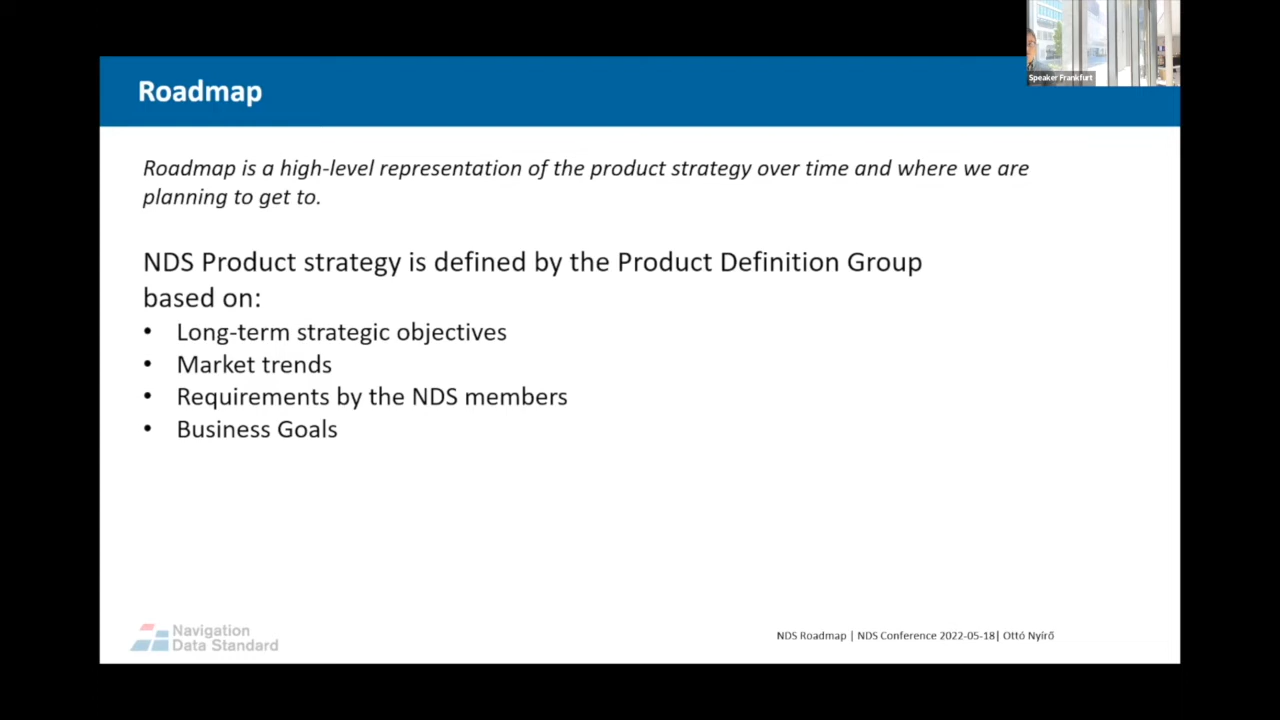 Speaker Frankfurt
Roadmap
Roadmap is a high-level representation of the product strategy over time and where we are
planning to get to.
NDS Product strategy is defined by the Product Definition Group
based on:
• Long-term strategic objectives
• Market trends
• Requirements by the NDS members
• Business Goals
Navigation
Data Standard
NDS Roadmap | NDS Conference 2022-05-18| Ottó Nyírő